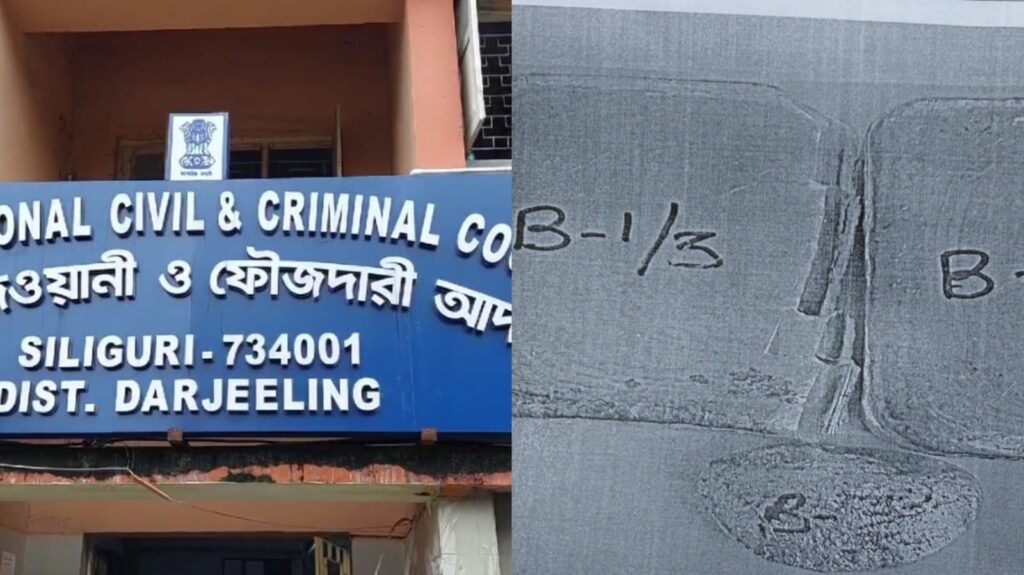 ONAL CIVIL & CRIMINAL CO
ওয়ানী ও ফৌজদারী আদ
SILIGURI - 734001
DIST. DARJEELING
B-1/3
B-
B-